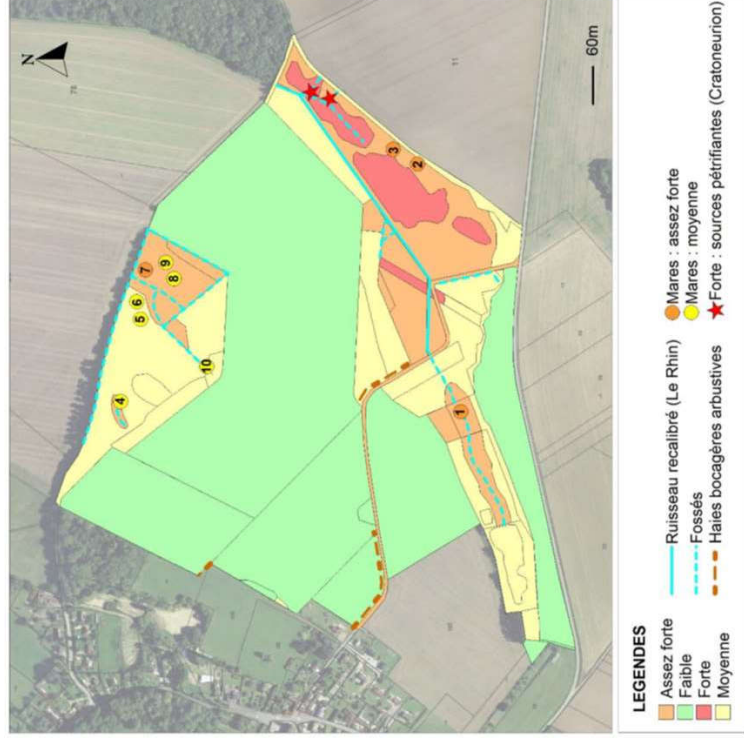 N
60m
7
9
8
6
5
4
10
3
2
1
LEGENDES
Assez forte
Faible
Forte
Moyenne
Ruisseau recalibré (Le Rhin)
Fossés
Haies bocagères arbustives
Mares : assez forte
Mares : moyenne
Forte : sources pétrifiantes (Cratoneurion)